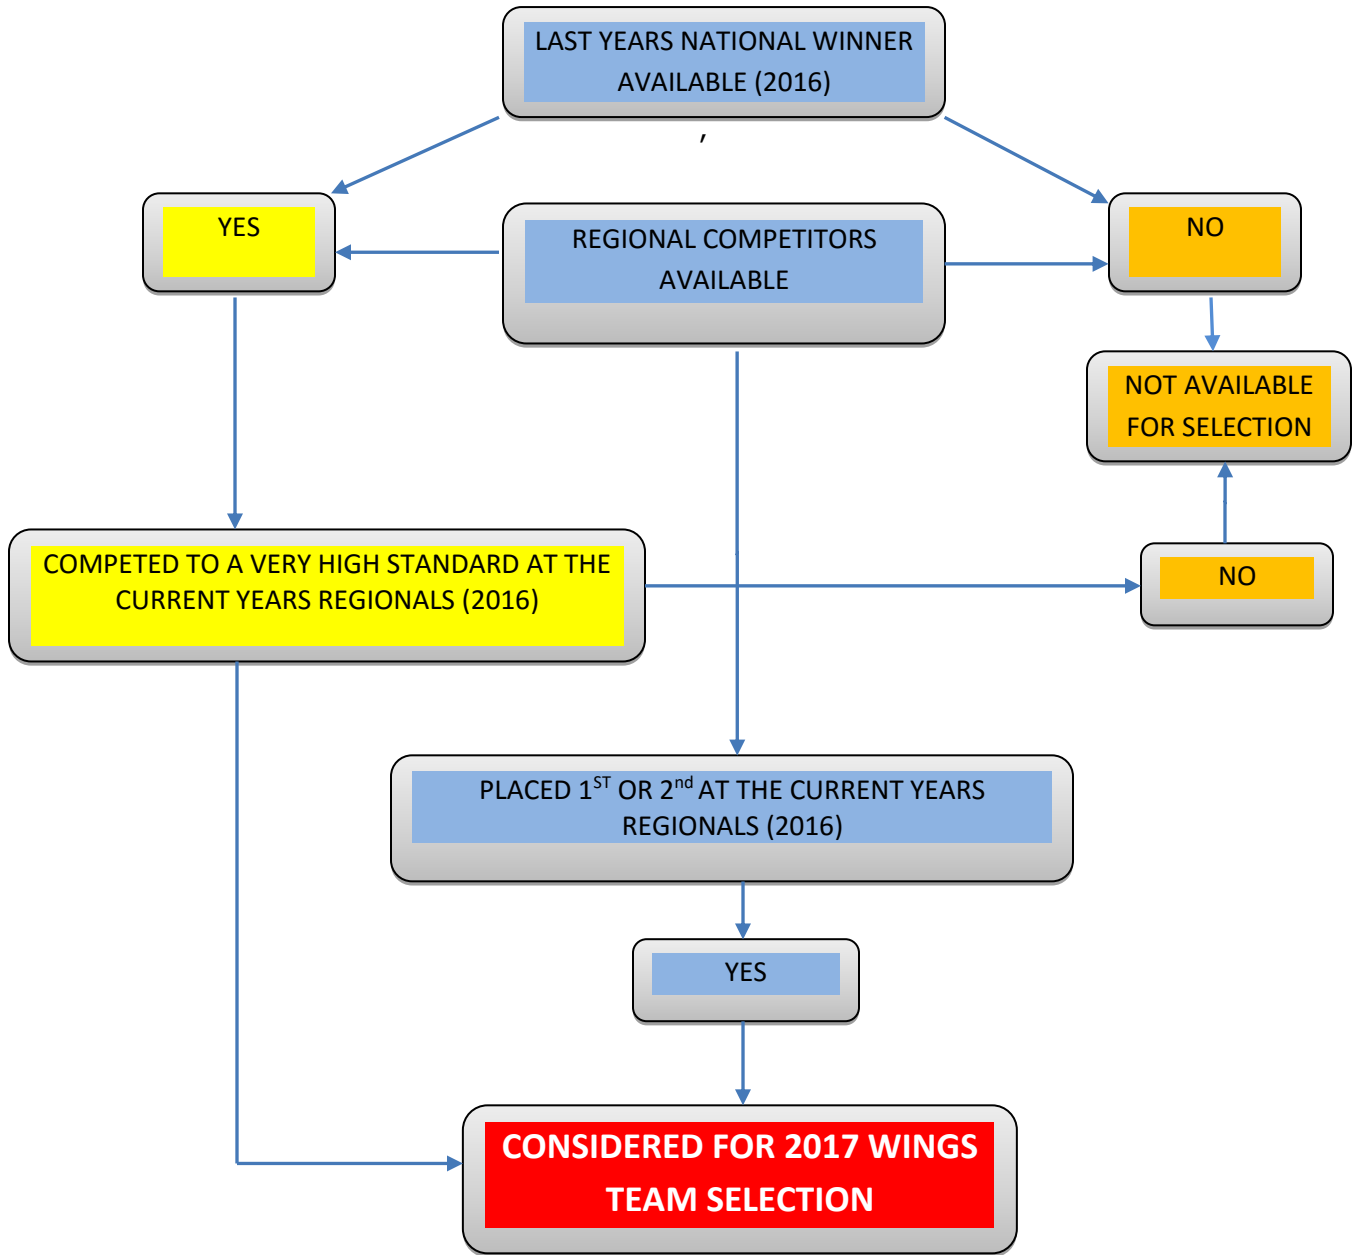 LAST YEARS NATIONAL WINNER
AVAILABLE (2016)
,
YES
REGIONAL COMPETITORS
AVAILABLE
NO
NOT AVAILABLE
FOR SELECTION
COMPETED TO A VERY HIGH STANDARD AT THE
CURRENT YEARS REGIONALS (2016)
NO
PLACED 1ST OR 2nd AT THE CURRENT YEARS
REGIONALS (2016)
YES
CONSIDERED FOR 2017 WINGS
TEAM SELECTION